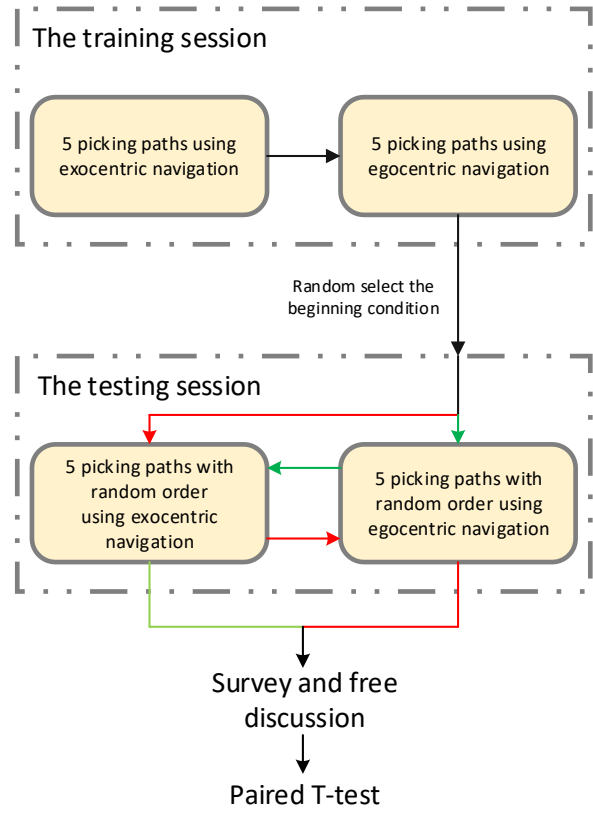 The training session
5 picking paths using
exocentric navigation
5 picking paths using
egocentric navigation
Random select the
beginning condition
The testing session
5 picking paths with
random order
using exocentric
navigation
5 picking paths with
random order using
egocentric navigation
Survey and free
discussion
Paired T-test